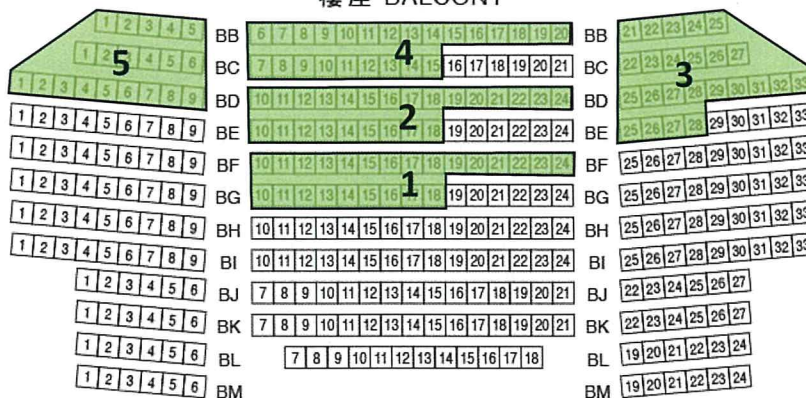 樓座 BALCONY
1 2 3 4 5 BB 6 7 8 9 10 11 12 13 14 15 16 17 18 19 20 BB 21 22 23 24 25
5 4 3
1 2 4 5 6 BC 7 8 9 10 11 12 13 14 15 16 17 18 19 20 21 BC 22 23 24 25 26 27
1 2 3 4 5 6 7 8 9 BD 10 11 12 13 14 15 16 17 18 19 20 21 22 23 24 BD 25 26 27 28 29 30 31 32 33
2
1 2 3 4 5 6 7 8 9 BE 10 11 12 13 14 15 16 17 18 19 20 21 22 23 24 BE 25 26 27 28 29 30 31 32 33
1 2 3 4 5 6 7 8 9 BF 10 11 12 13 14 15 16 17 18 19 20 21 22 23 24 BF 25 26 27 28 29 30 31 32 33
1
1 2 3 4 5 6 7 8 9 BG 10 11 12 13 14 15 16 17 18 19 20 21 22 23 24 BG 25 26 27 28 29 30 31 32 33
1 2 3 4 5 6 7 8 9 BH 10 11 12 13 14 15 16 17 18 19 20 21 22 23 24 BH 25 26 27 28 29 30 31 32 33
1 2 3 4 5 6 7 8 9 BI 10 11 12 13 14 15 16 17 18 19 20 21 22 23 24 BI 25 26 27 28 29 30 31 32 33
1 2 3 4 5 6 BJ 7 8 9 10 11 12 13 14 15 16 17 18 19 20 21 BJ 22 23 24 25 26 27
1 2 3 4 5 6 BK 7 8 9 10 11 12 13 14 15 16 17 18 19 20 21 BK 22 23 24 25 26 27
1 2 3 4 5 6 BL 7 8 9 10 11 12 13 14 15 16 17 18 BL 19 20 21 22 23 24
1 2 3 4 5 6 BM BM 19 20 21 22 23 24